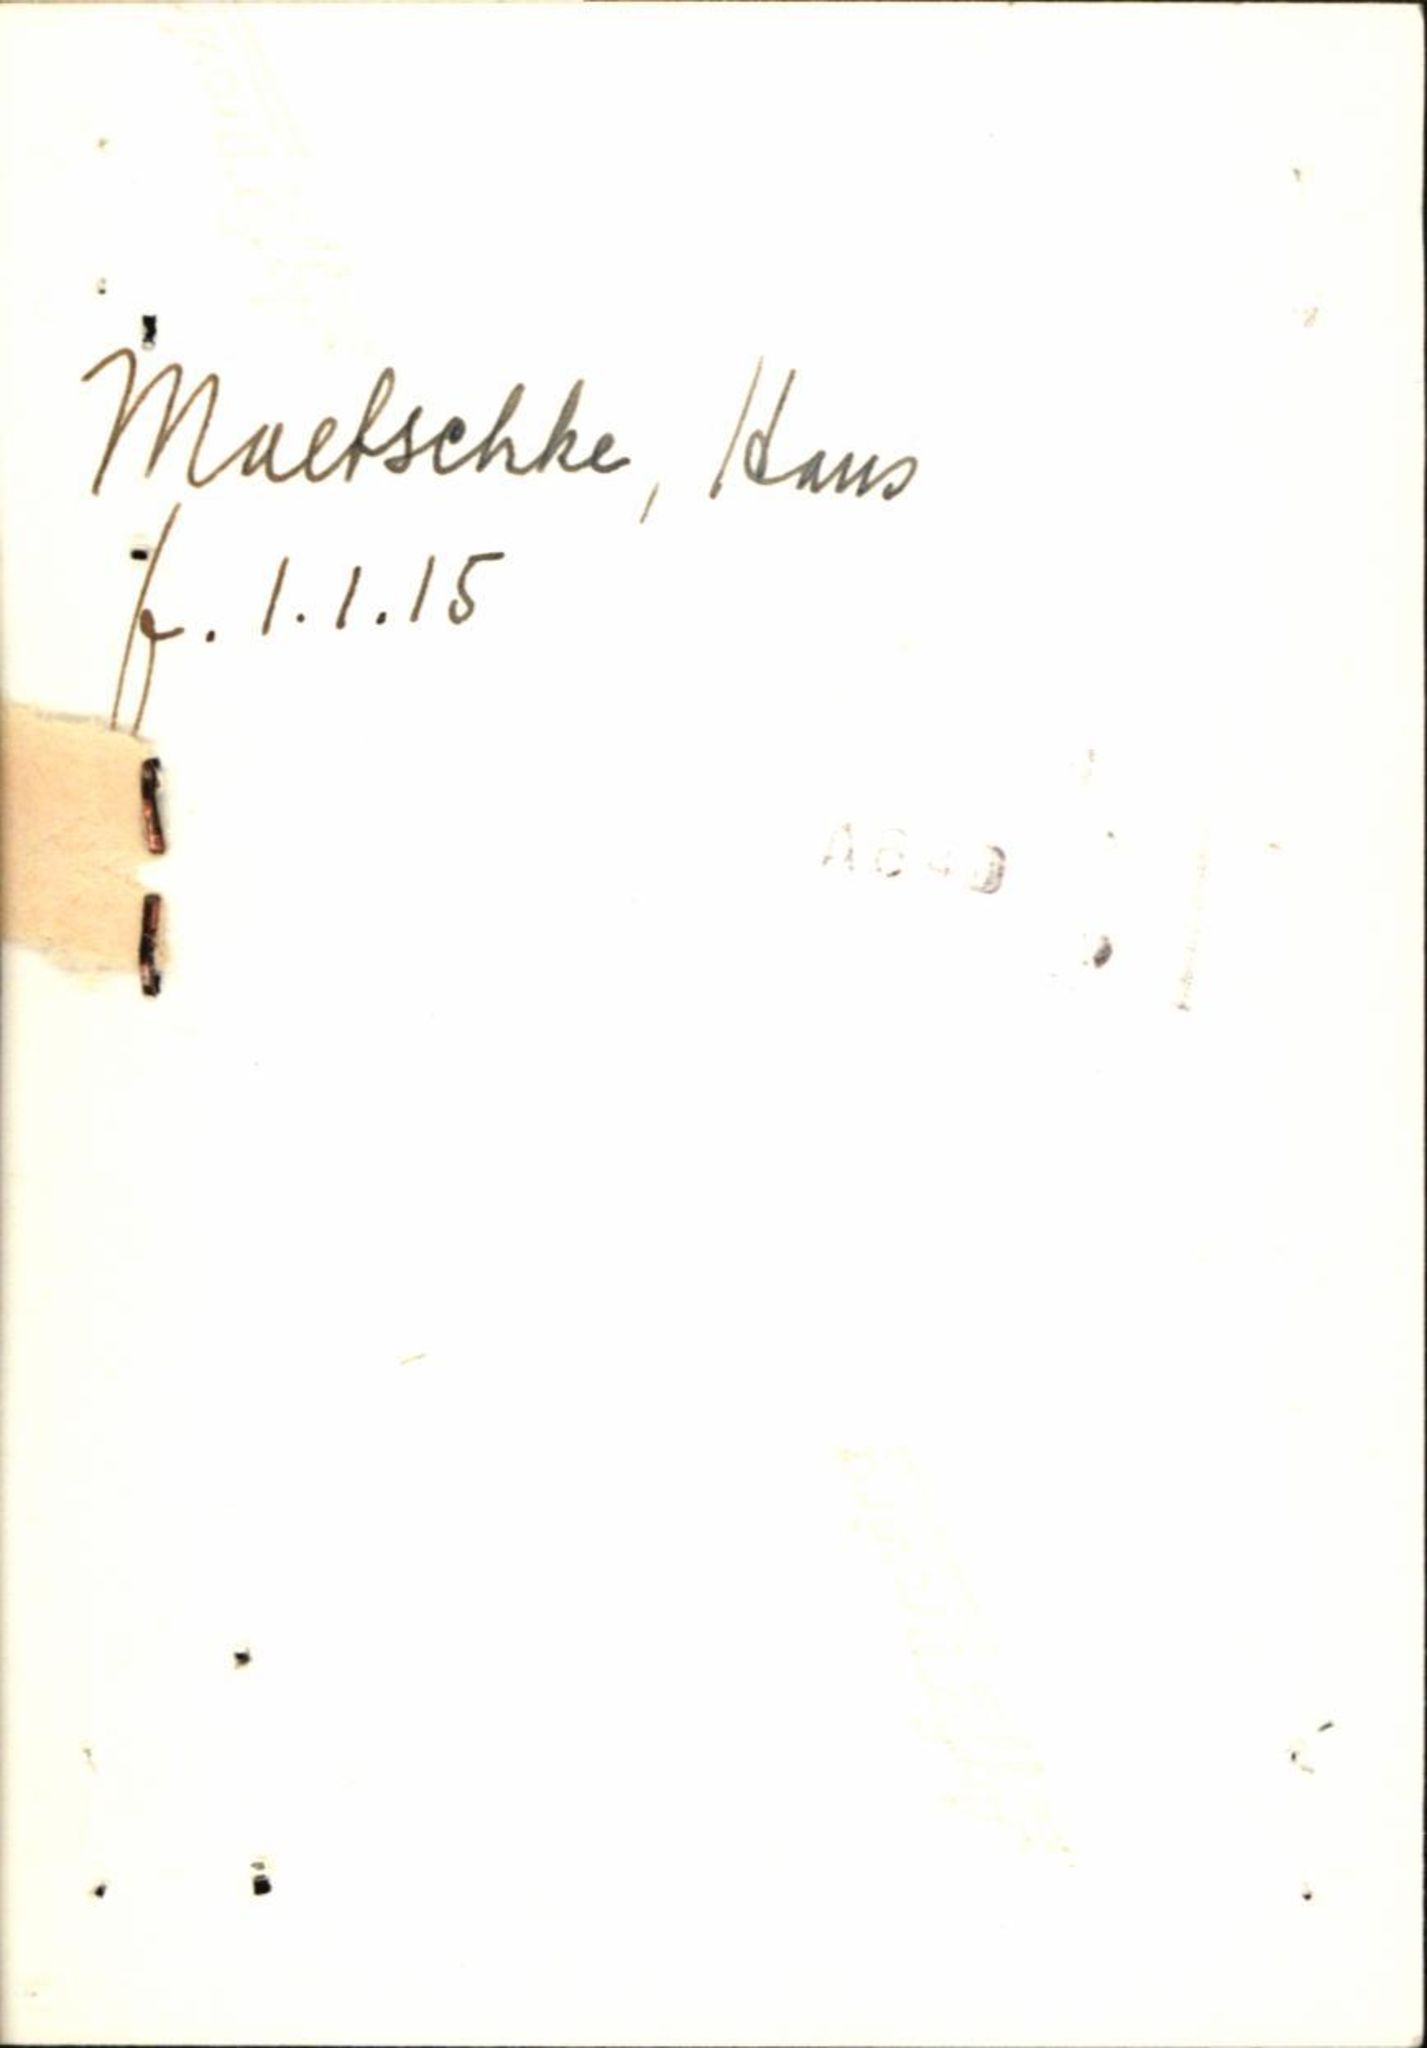 Maetschke, Hans
f. 1.1.15